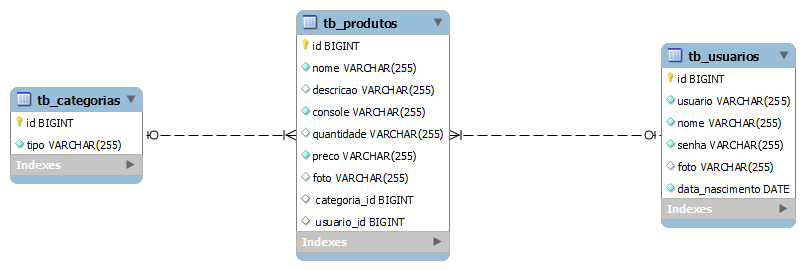 tb_categorias
id BIGINT
tipo VARCHAR(255)
Indexes
tb_produtos
id BIGINT
nome VARCHAR(255)
descricao VARCHAR(255)
console VARCHAR(255)
quantidade VARCHAR(255)
preco VARCHAR(255)
foto VARCHAR(255)
categoria_id BIGINT
usuario_id BIGINT
Indexes
tb_usuarios
id BIGINT
usuario VARCHAR(255)
nome VARCHAR(255)
senha VARCHAR(255)
foto VARCHAR(255)
data_nascimento DATE
Indexes